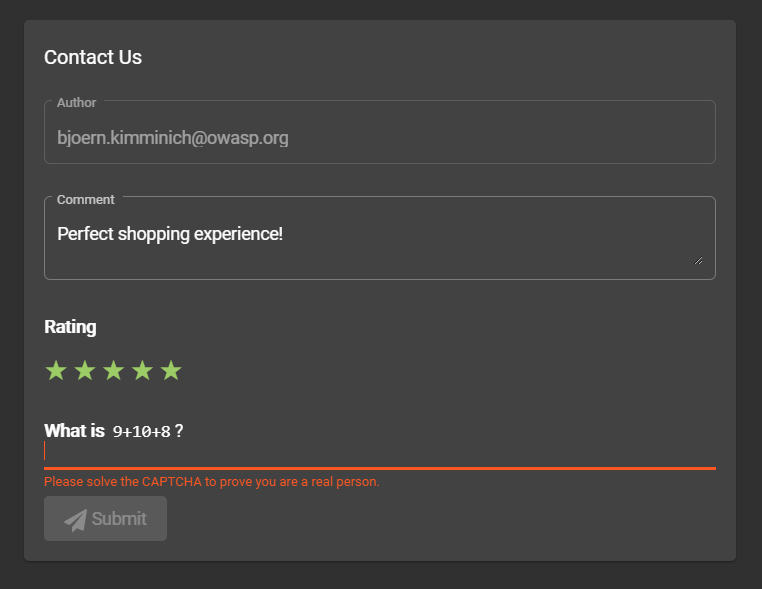 Contact Us
Author
bjoern.kimminich@owasp.org
Comment
Perfect shopping experience!
Rating
What is 9+10+8 ?
Please solve the CAPTCHA to prove you are a real person.
Submit